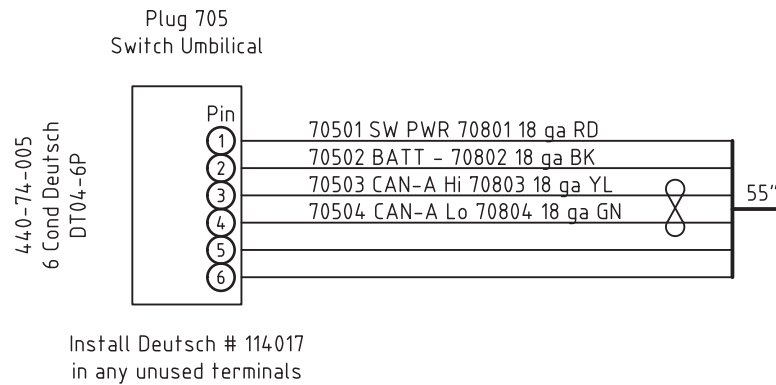 Plug 705
Switch Umbilical
440-74-005
6 Cond Deutsch
DT04-6P
Pin
1 70501 SW PWR 70801 18 ga RD
2 70502 BATT - 70802 18 ga BK
3 70503 CAN-A Hi 70803 18 ga YL
4 70504 CAN-A Lo 70804 18 ga GN
5
6
55"
Install Deutsch # 114017
in any unused terminals